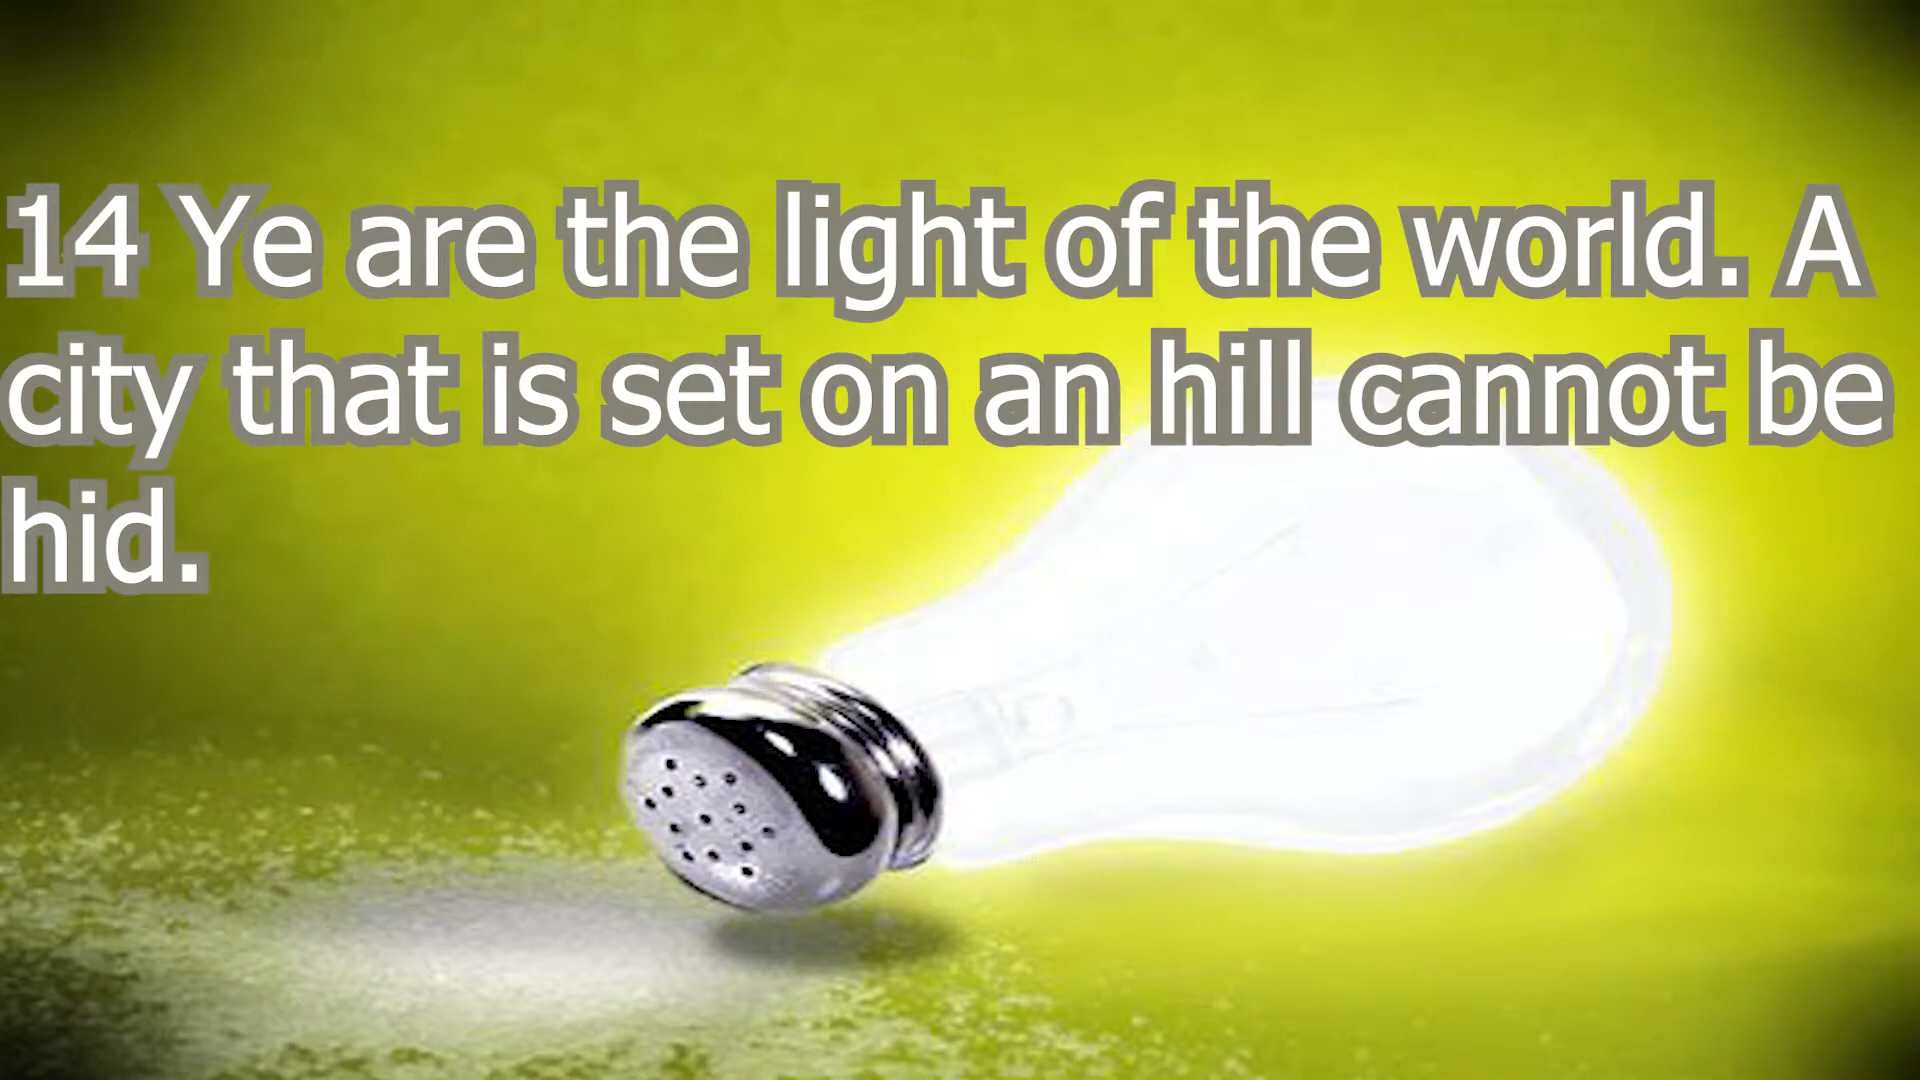 14 Ye are the light of the world. A
city that is set on an hill cannot be
hid.